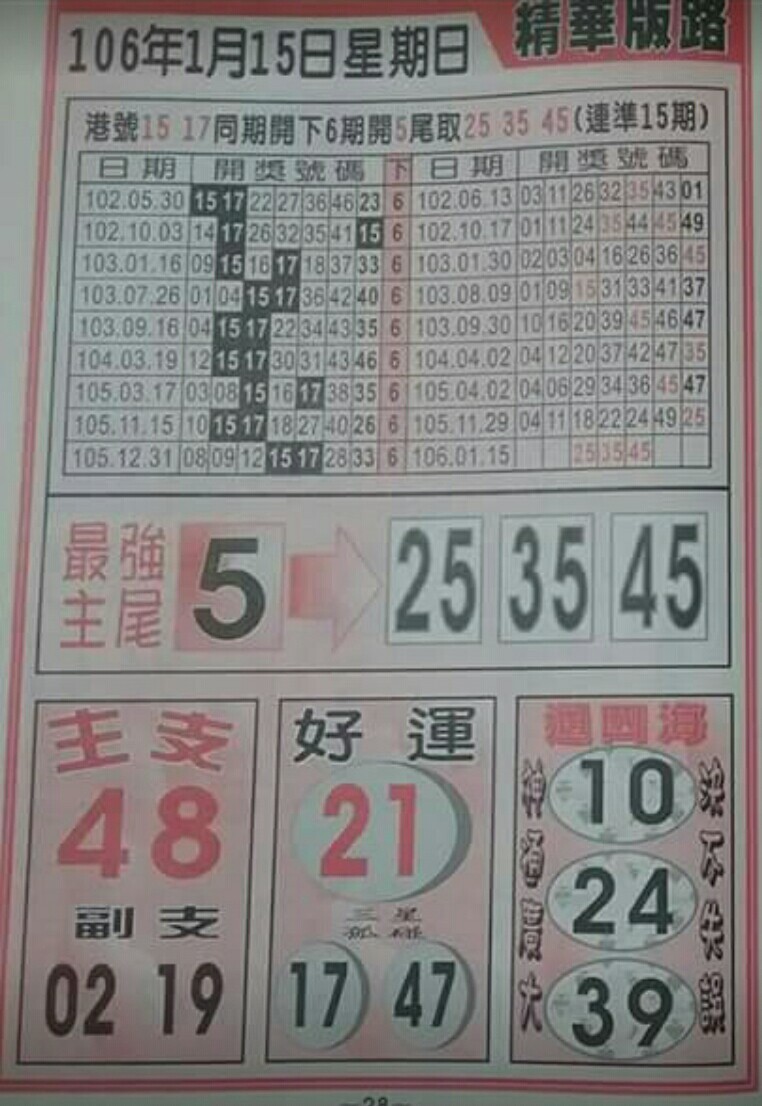 精華版路
106年1月15日星期日
港號15 17同期開下6期開5尾取25 35 45(連準15期)
日期 開獎號碼 下 日期 開獎號碼
102.05.30 15 17 22 27 36 46 23 6 102.06.13 03 11 26 32 35 43 01
102.10.03 14 17 26 32 35 41 15 6 102.10.17 01 11 24 35 44 45 49
103.01.16 09 15 16 17 18 37 33 6 103.01.30 02 03 04 16 26 36 45
103.07.26 01 04 15 17 36 42 40 6 103.08.09 01 09 15 31 33 41 37
103.09.16 04 15 17 22 34 43 35 6 103.09.30 10 16 20 39 45 46 47
104.03.19 12 15 17 30 31 43 46 6 104.04.02 04 12 20 37 42 47 35
105.03.17 03 08 15 16 17 38 35 6 105.04.02 04 06 29 34 36 45 47
105.11.15 10 15 17 18 27 40 26 6 105.11.29 04 11 18 22 24 49 25
105.12.31 08 09 12 15 17 28 33 6 106.01.15 25 35 45
最強
主尾
5
25 35 45
主支
48
副支
02 19
好運
21
三星
孤碰
17 47
通四海
神通廣大
10
24
39
28